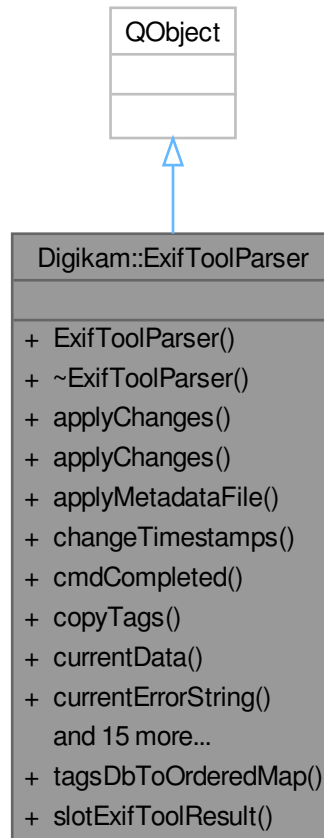 QObject
Digikam::ExifToolParser
+ ExifToolParser()
+ ~ExifToolParser()
+ applyChanges()
+ applyChanges()
+ applyMetadataFile()
+ changeTimestamps()
+ cmdCompleted()
+ copyTags()
+ currentData()
+ currentErrorString()
and 15 more...
+ tagsDbToOrderedMap()
+ slotExifToolResult()